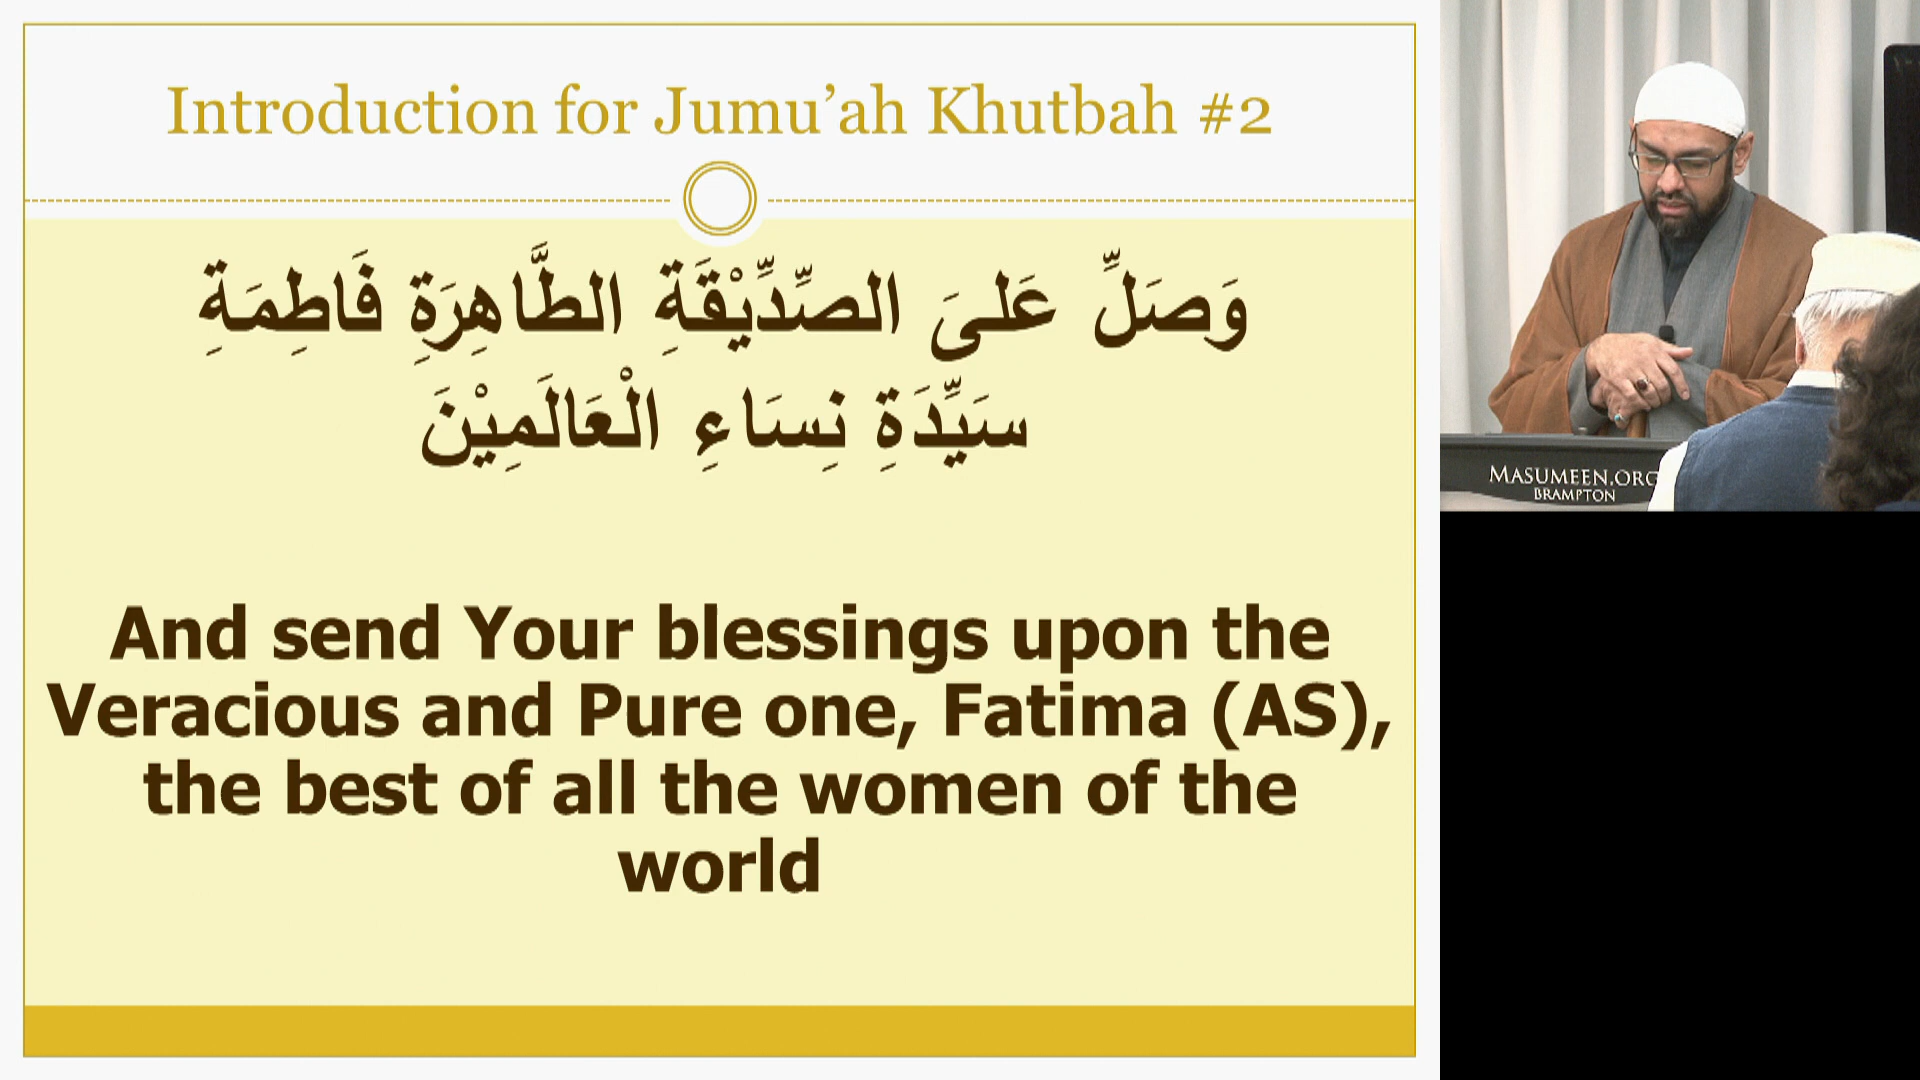 Introduction for Jumu’ah Khutbah #2
وَصَلِّ عَلىَ الصِّدِّيْقَةِ الطَّاهِرَةِ فَاطِمَةِ
سَيِّدَةِ نِسَاءِ الْعَالَمِيْنَ
And send Your blessings upon the
Veracious and Pure one, Fatima (AS),
the best of all the women of the
world
MASUMEEN.ORG
BRAMPTON